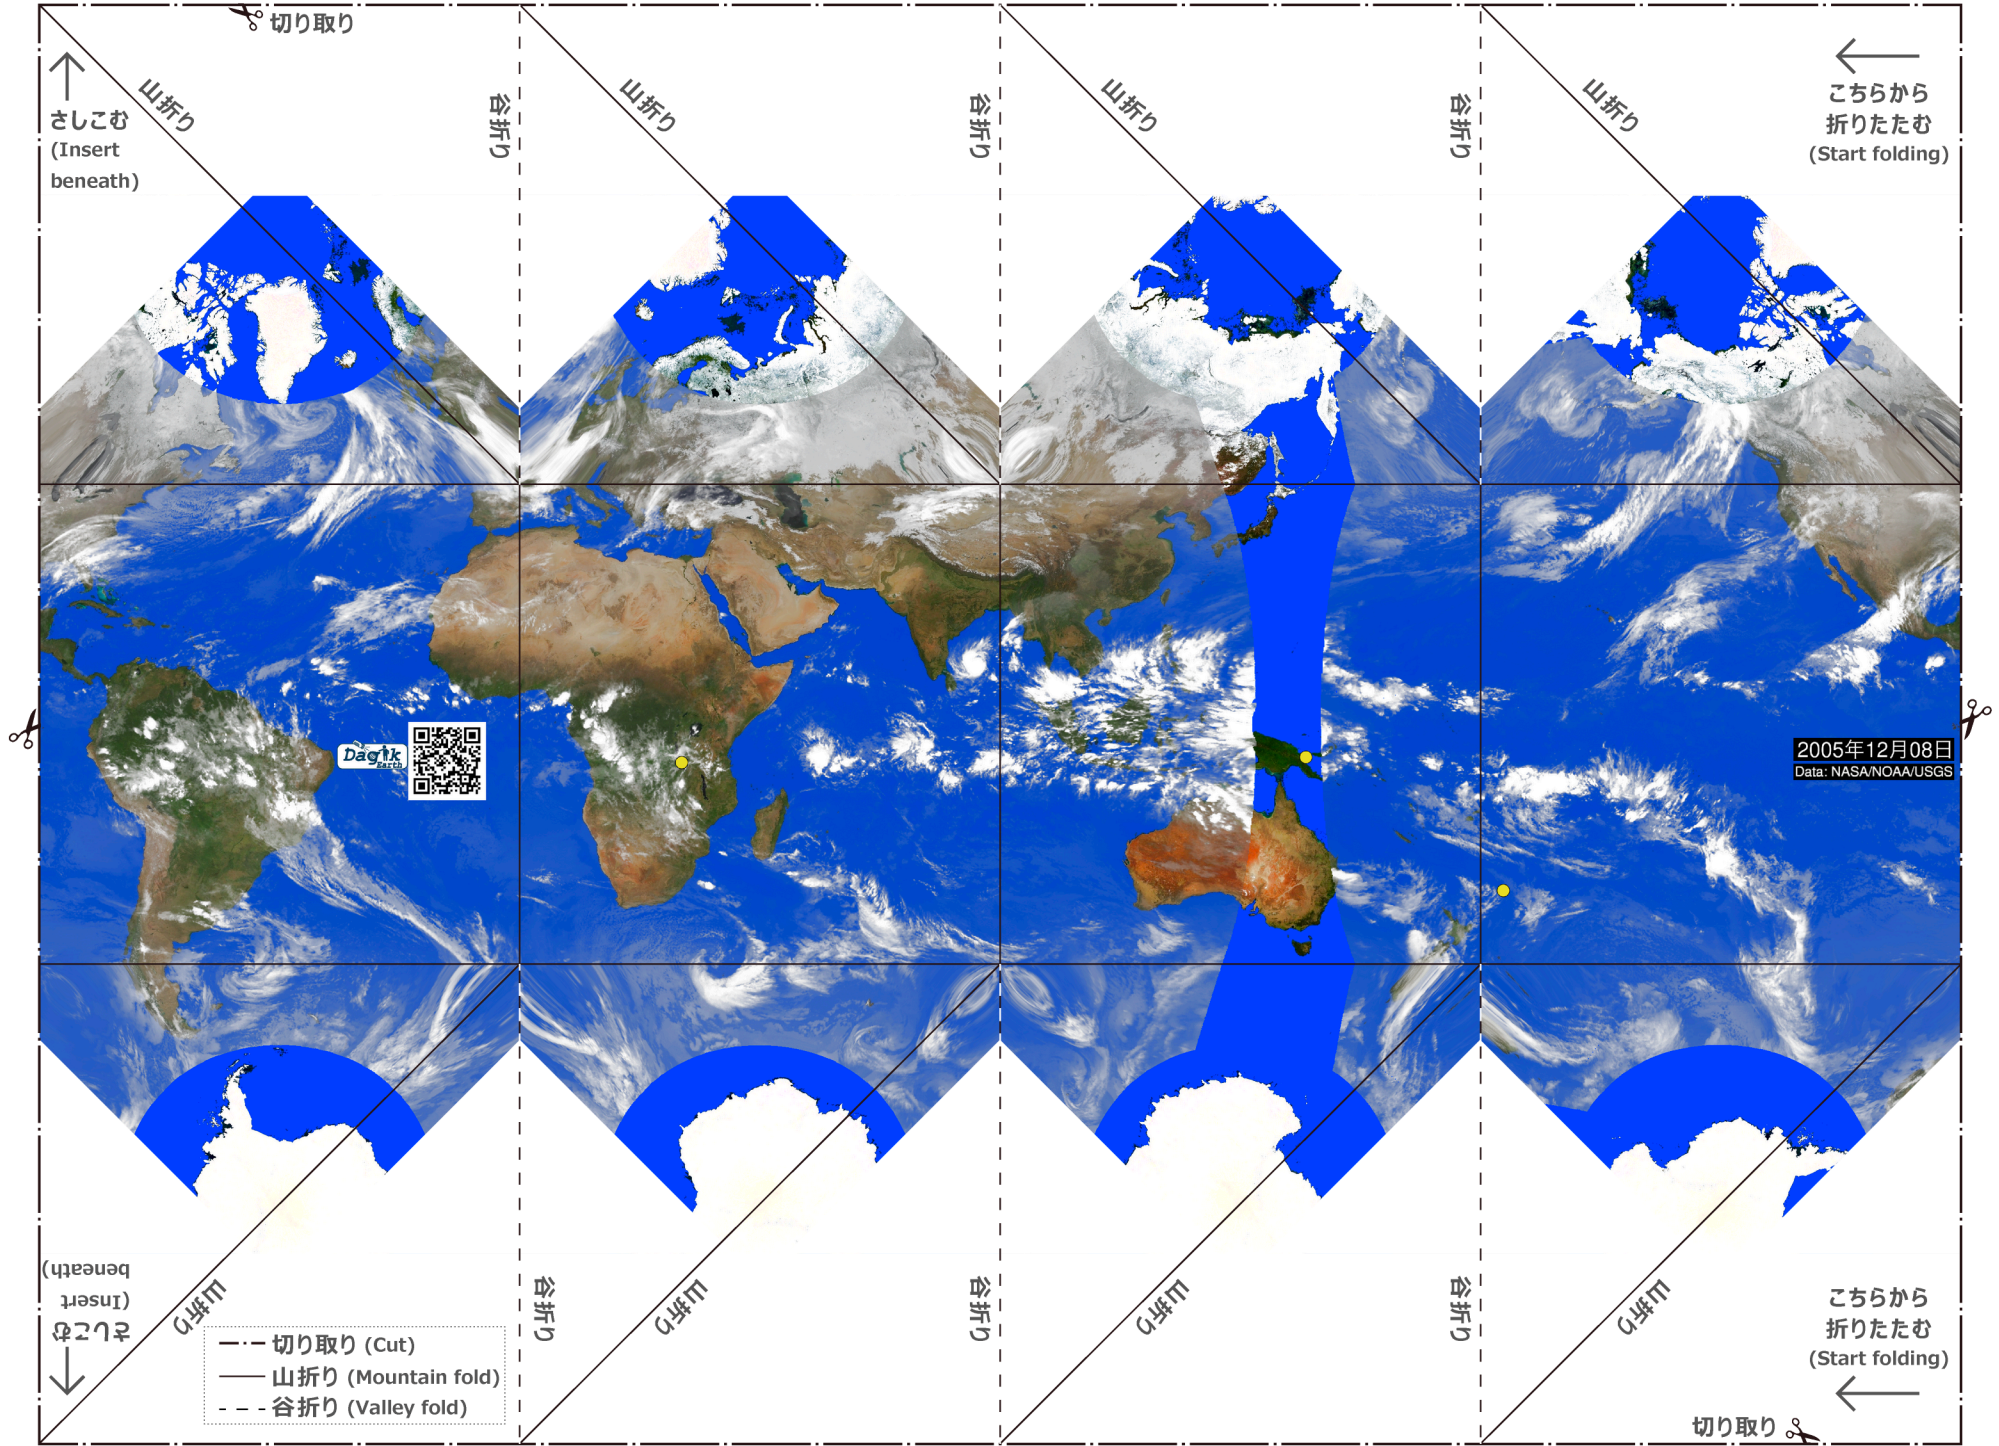 切り取り
さしこむ
(Insert
beneath)
山折り
谷折り
山折り
谷折り
山折り
谷折り
山折り
こちらから
折りたたむ
(Start folding)
Dagik
Earth
2005年12月08日
Data: NASA/NOAA/USGS
さしこむ
(Insert
beneath)
山折り
谷折り
山折り
谷折り
山折り
谷折り
山折り
こちらから
折りたたむ
(Start folding)
切り取り (Cut)
山折り (Mountain fold)
谷折り (Valley fold)
切り取り